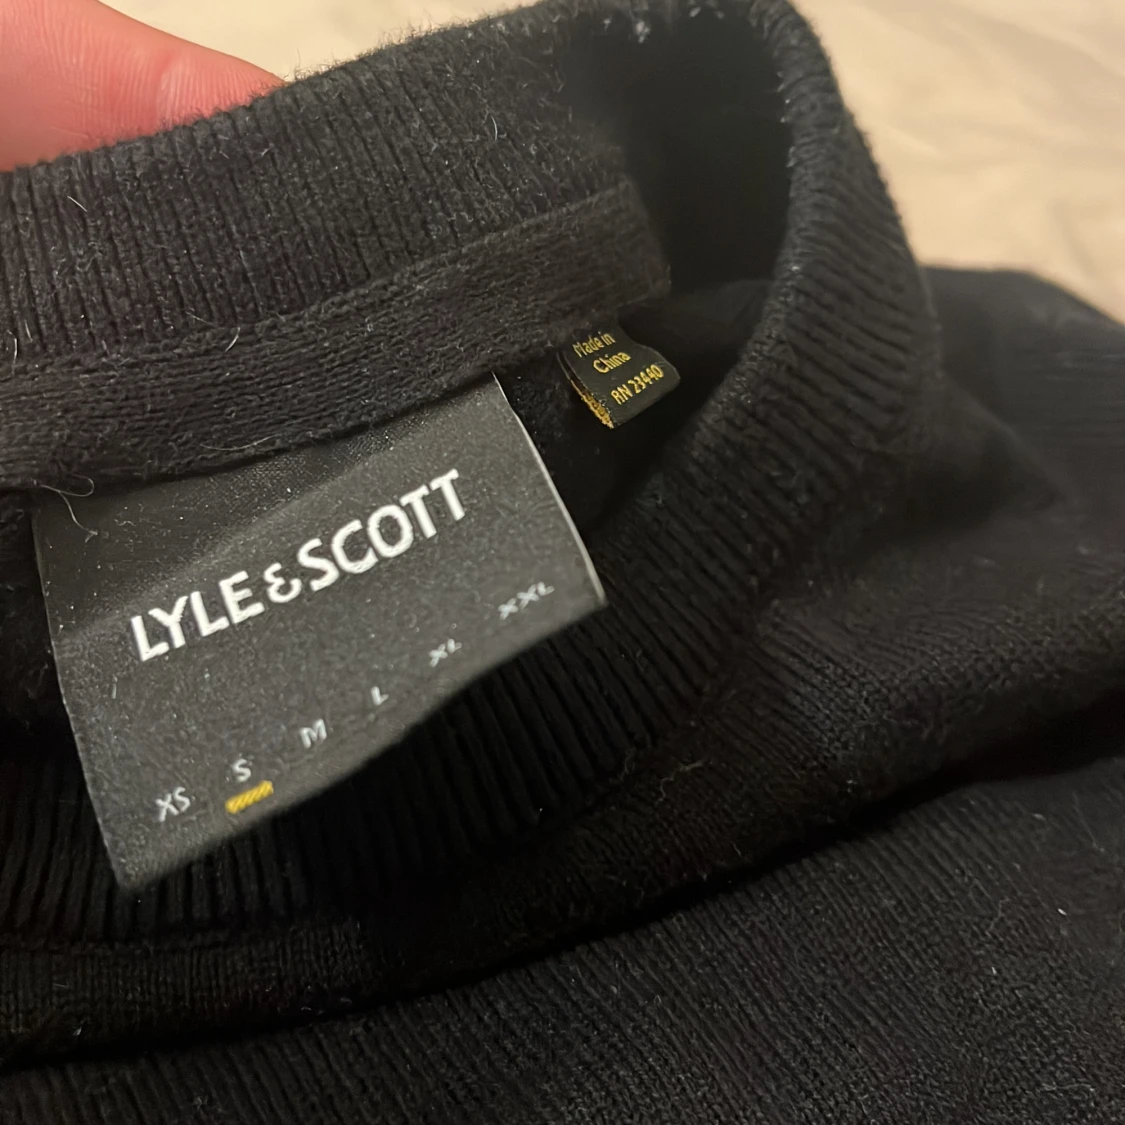 Made in
China
RN 23440
LYLE & SCOTT
XS S M L XL XXL